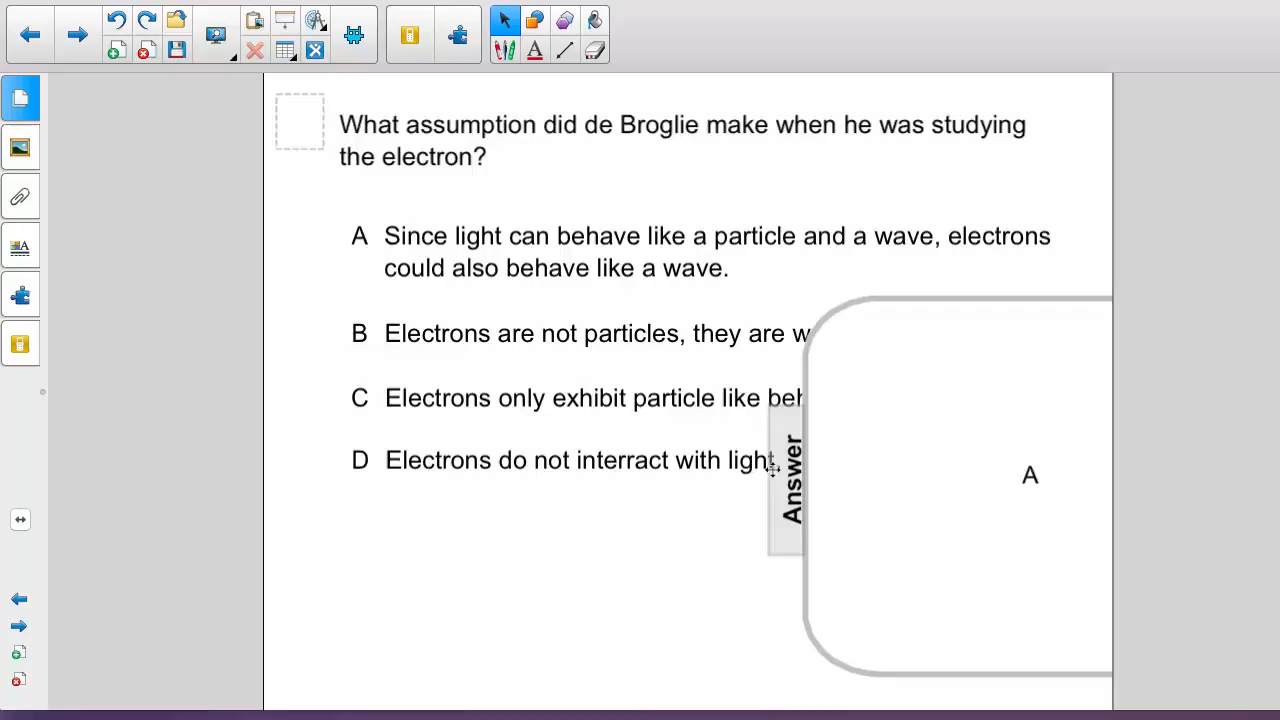 What assumption did de Broglie make when he was studying
the electron?
A Since light can behave like a particle and a wave, electrons
could also behave like a wave.
B Electrons are not particles, they are w
C Electrons only exhibit particle like beh
D Electrons do not interract with light.
Answer
A